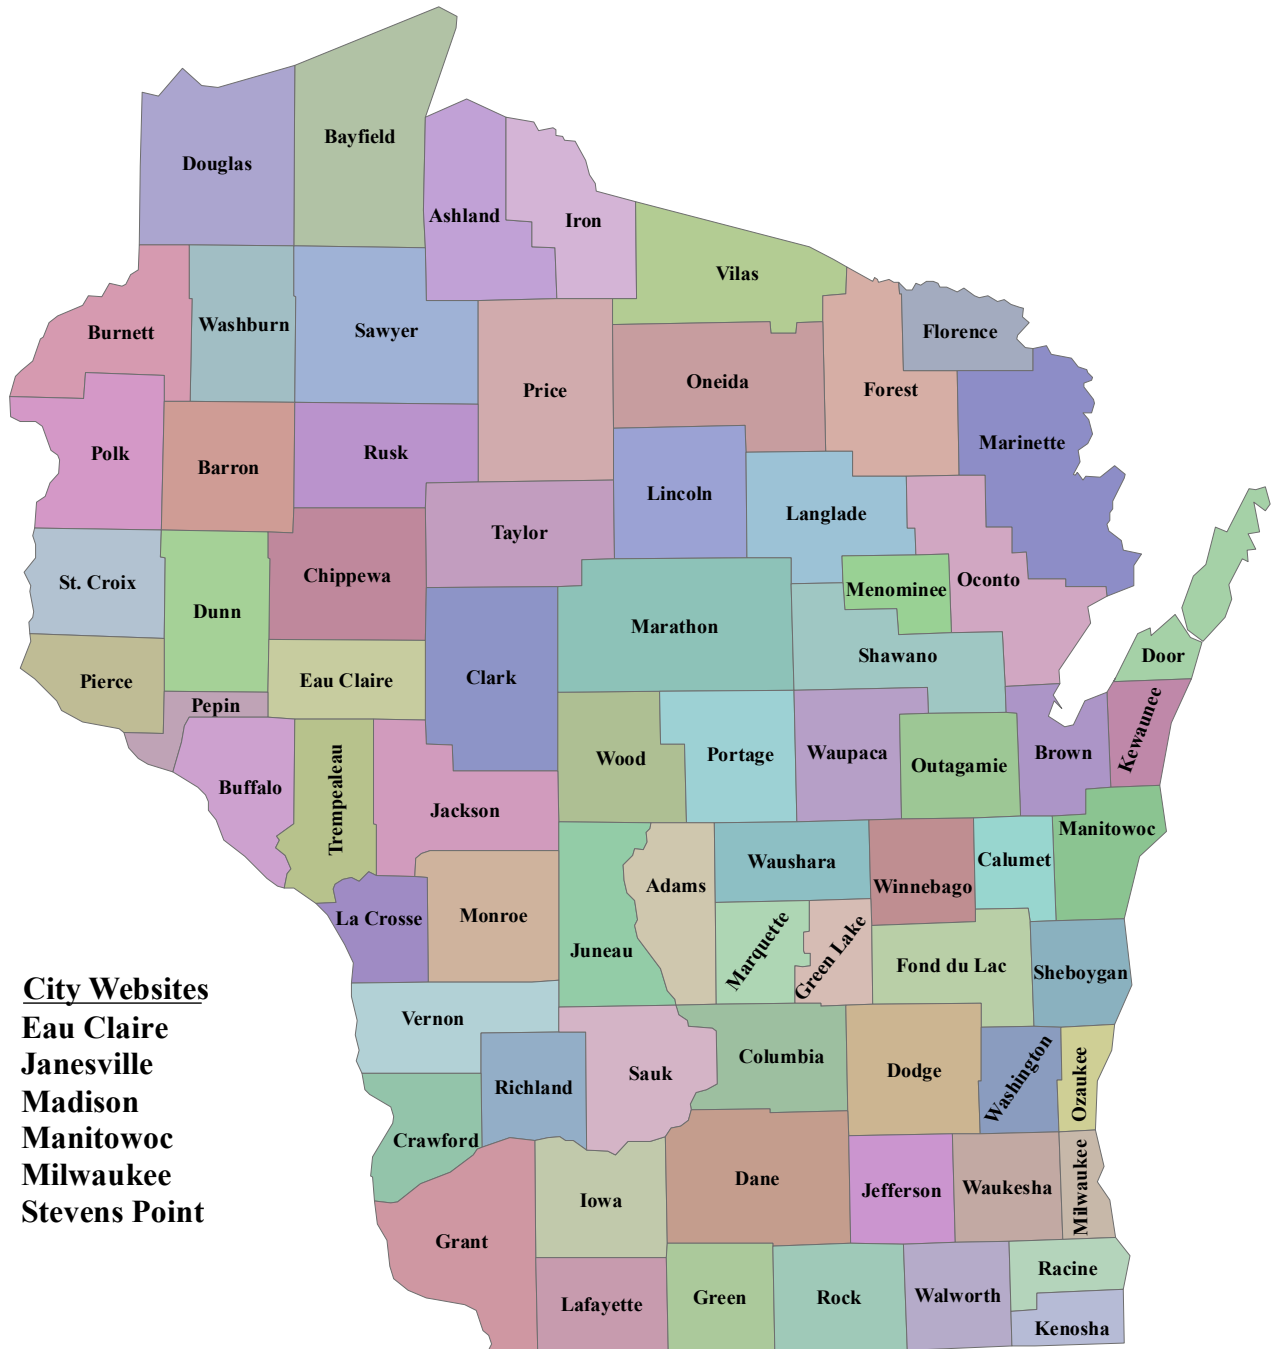 Bayfield
Douglas
Ashland
Iron
Vilas
Burnett
Washburn
Sawyer
Florence
Price
Oneida
Forest
Polk
Barron
Rusk
Marinette
Lincoln
Langlade
Taylor
St. Croix
Chippewa
Dunn
Menominee
Oconto
Marathon
Shawano
Door
Pierce
Eau Claire
Clark
Pepin
Kewaunee
Wood
Portage
Waupaca
Outagamie
Brown
Buffalo
Trempealeau
Jackson
Manitowoc
Waushara
Calumet
Winnebago
Adams
La Crosse
Monroe
Juneau
Marquette
Green Lake
Fond du Lac
Sheboygan
City Websites
Eau Claire
Janesville
Madison
Manitowoc
Milwaukee
Stevens Point
Vernon
Richland
Sauk
Columbia
Dodge
Washington
Ozaukee
Crawford
Iowa
Dane
Jefferson
Waukesha
Milwaukee
Grant
Lafayette
Green
Rock
Walworth
Racine
Kenosha